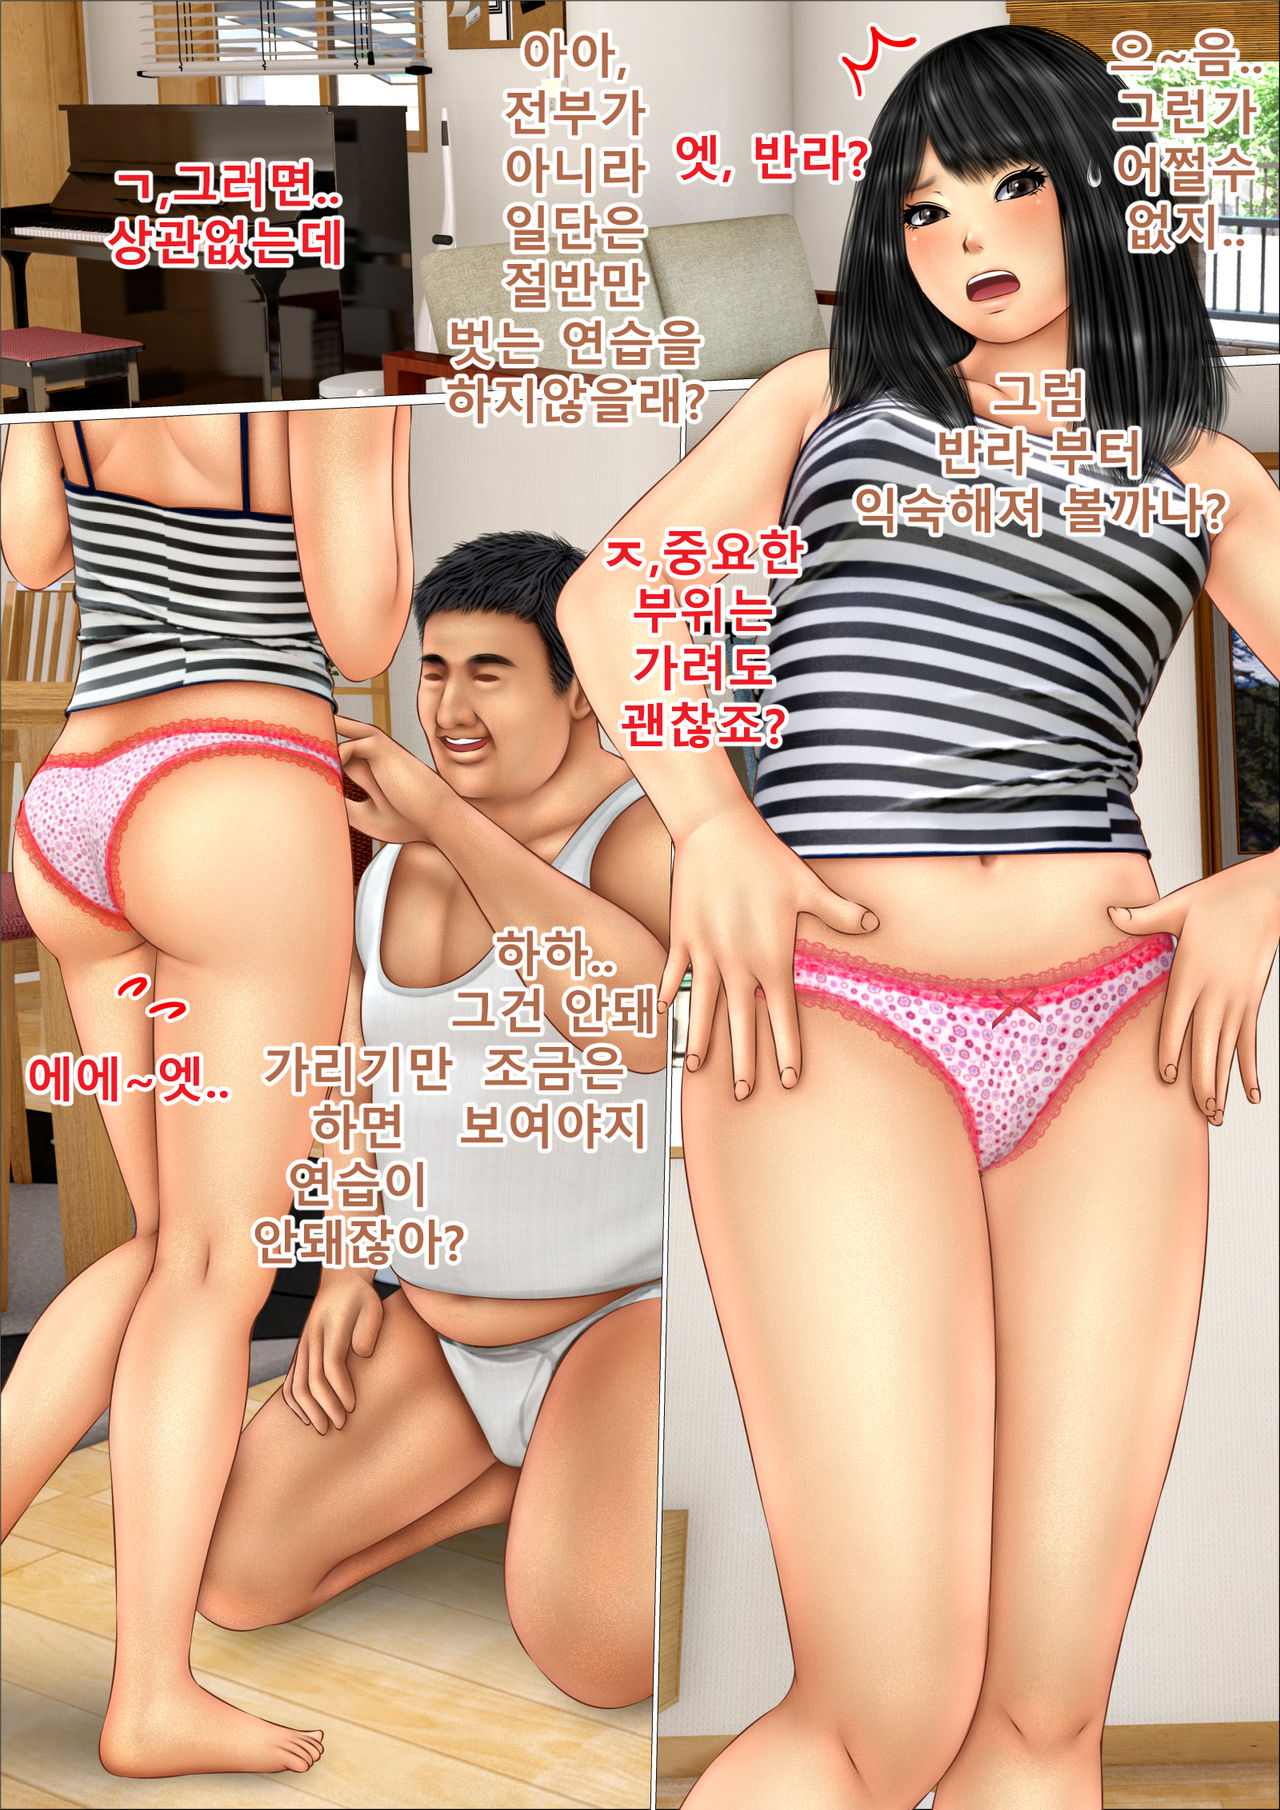 으~음..
그런가
어쩔수
없지..
그럼
반라 부터
익숙해져 볼까나?
엣, 반라?
아아,
전부가
아니라
일단은
절반만
벗는 연습을
하지않을래?
ㄱ,그러면..
상관없는데
ㅈ,중요한
부위는
가려도
괜찮죠?
하하..
그건 안돼
조금은
보여야지
가리기만
하면
연습이
안돼잖아?
에에~엣..